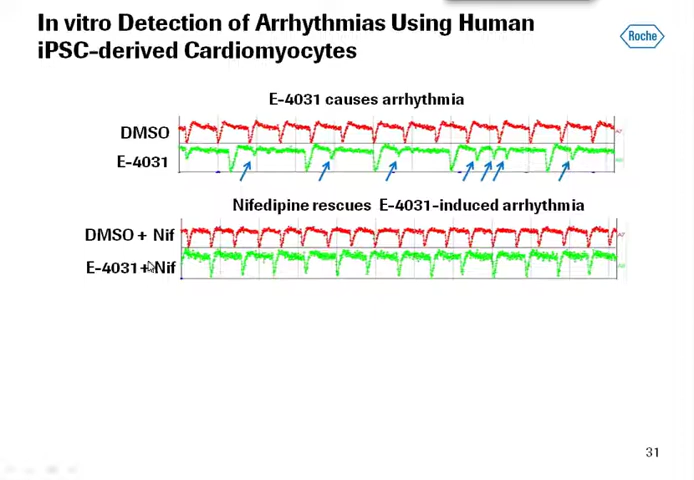 In vitro Detection of Arrhythmias Using Human
iPSC-derived Cardiomyocytes
Roche
E-4031 causes arrhythmia
DMSO
E-4031
Nifedipine rescues E-4031-induced arrhythmia
DMSO + Nif
E-4031+Nif
31